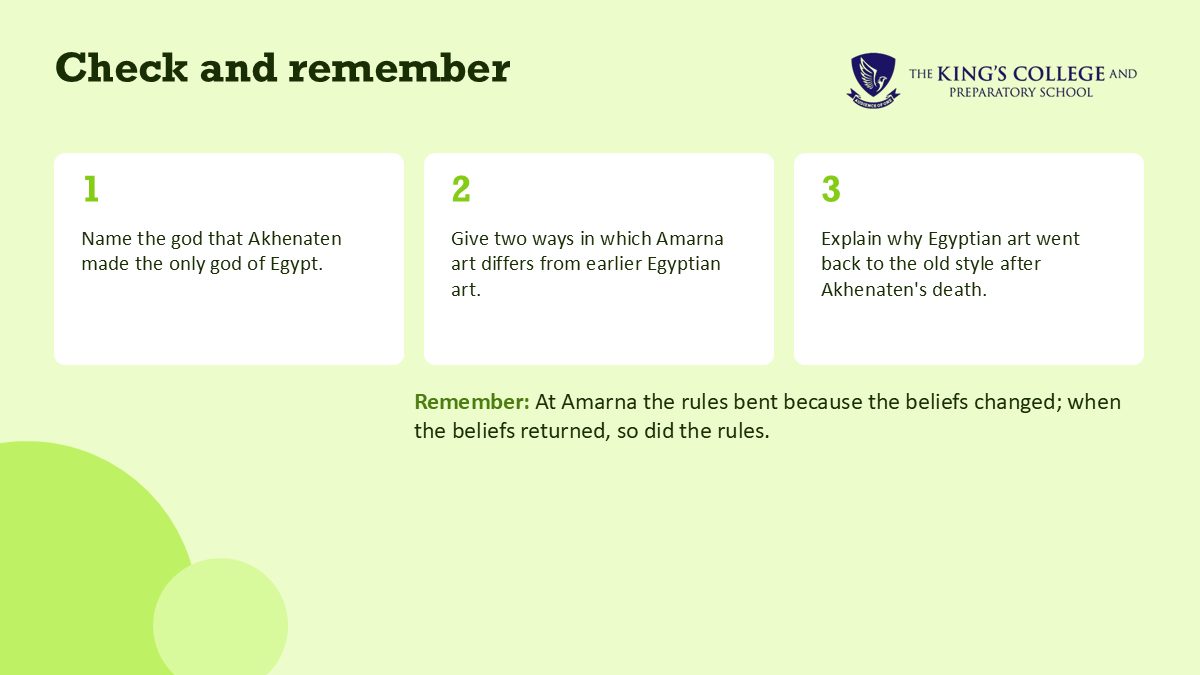 Check and remember
THE KING'S COLLEGE AND
PREPARATORY SCHOOL
AUDIENCE OF ONE
1
Name the god that Akhenaten
made the only god of Egypt.
2
Give two ways in which Amarna
art differs from earlier Egyptian
art.
3
Explain why Egyptian art went
back to the old style after
Akhenaten's death.
Remember: At Amarna the rules bent because the beliefs changed; when
the beliefs returned, so did the rules.